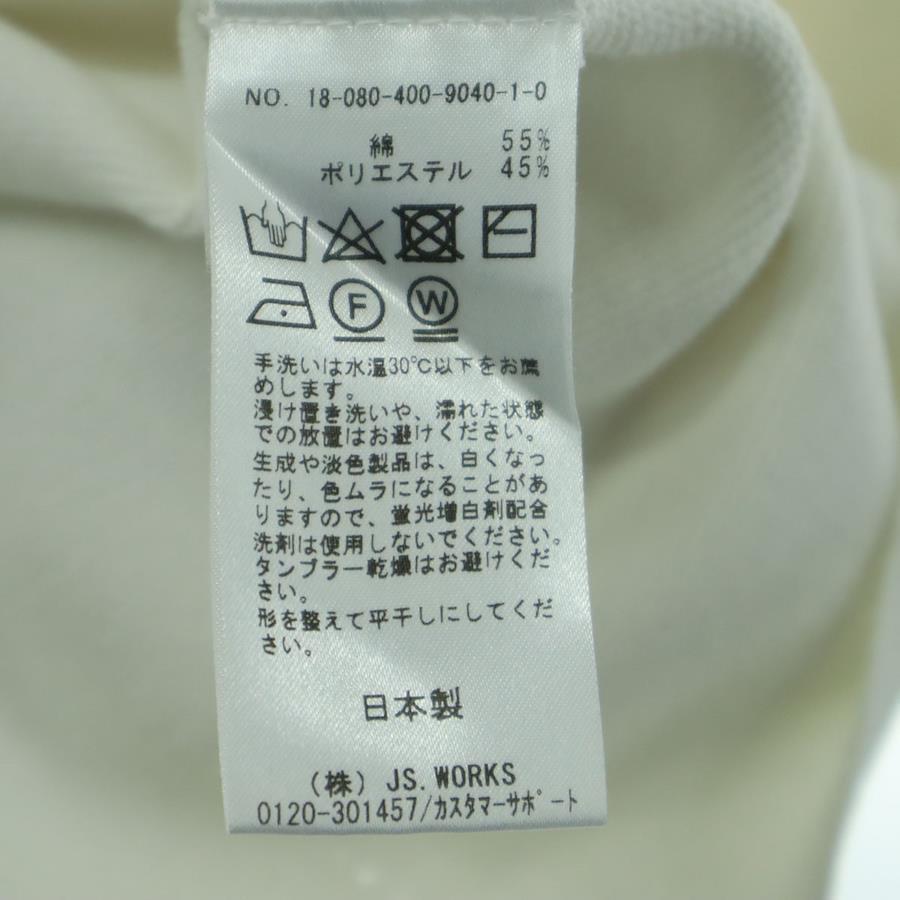 NO. 18-080-400-9040-1-0
綿 55%
ポリエステル 45%
F W
手洗いは水温30℃以下をお薦
めします。
浸け置き洗いや、濡れた状態
での放置はお避けください。
生成や淡色製品は、白くなっ
たり、色ムラになることがあ
りますので、蛍光増白剤配合
洗剤は使用しないでください。
タンブラー乾燥はお避けくだ
さい。
形を整えて平干しにしてくだ
さい。
日本製
(株) JS.WORKS
0120-301457/カスタマーサポート